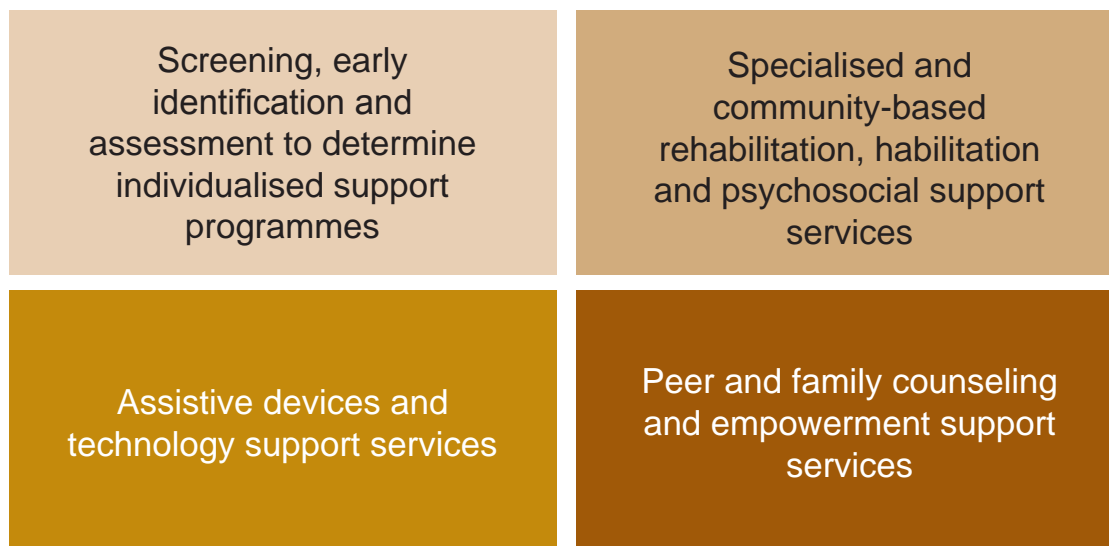 Screening, early
identification and
assessment to determine
individualised support
programmes
Specialised and
community-based
rehabilitation, habilitation
and psychosocial support
services
Assistive devices and
technology support services
Peer and family counseling
and empowerment support
services